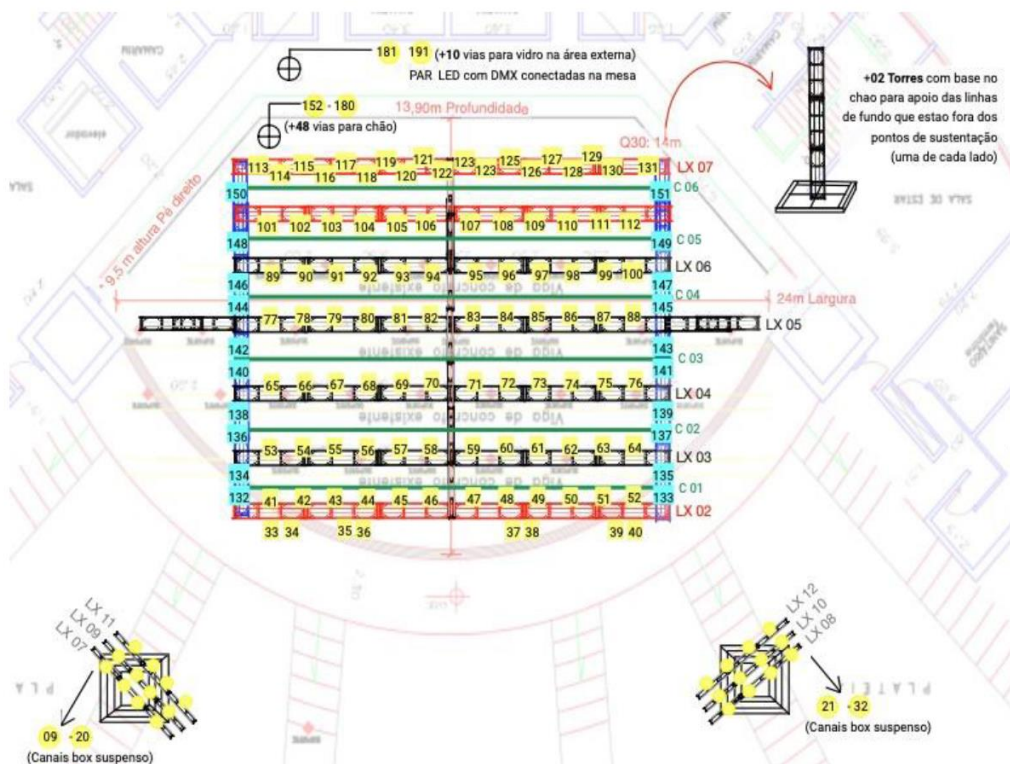 181 191 (+10 vias para vidro na área externa)
PAR LED com DMX conectadas na mesa
152 - 180
(+48 vias para chão)
13,90m Profundidade
+02 Torres com base no
chao para apoio das linhas
de fundo que estao fora dos
pontos de sustentação
(uma de cada lado)
Q30: 14m
113 115 117 119 121 123 125 127 129 131 LX 07
114 116 118 120 122 123 126 128 130
150 151 C 06
101 102 103 104 105 106 107 108 109 110 111 112
148 149 C 05
LX 06
89 90 91 92 93 94 95 96 97 98 99 100
146 147
C 04
144 145
24m Largura
9,5 m altura Pé direito
77 78 79 80 81 82 83 84 85 86 87 88 LX 05
Viga de concreto existente
142 143
C 03
140 141
65 66 67 68 69 70 71 72 73 74 75 76
LX 04
Viga de concreto existente
138 139
C 02
136 137
53 54 55 56 57 58 59 60 61 62 63 64
LX 03
134 135
C 01
132 133
41 42 43 44 45 46 47 48 49 50 51 52
LX 02
33 34 35 36 37 38 39 40
LX 11
LX 09
LX 07
09 - 20
(Canais box suspenso)
LX 12
LX 10
LX 08
21 - 32
(Canais box suspenso)
CAMARIM
elevador
SALA DE ESTAR
PLATEI